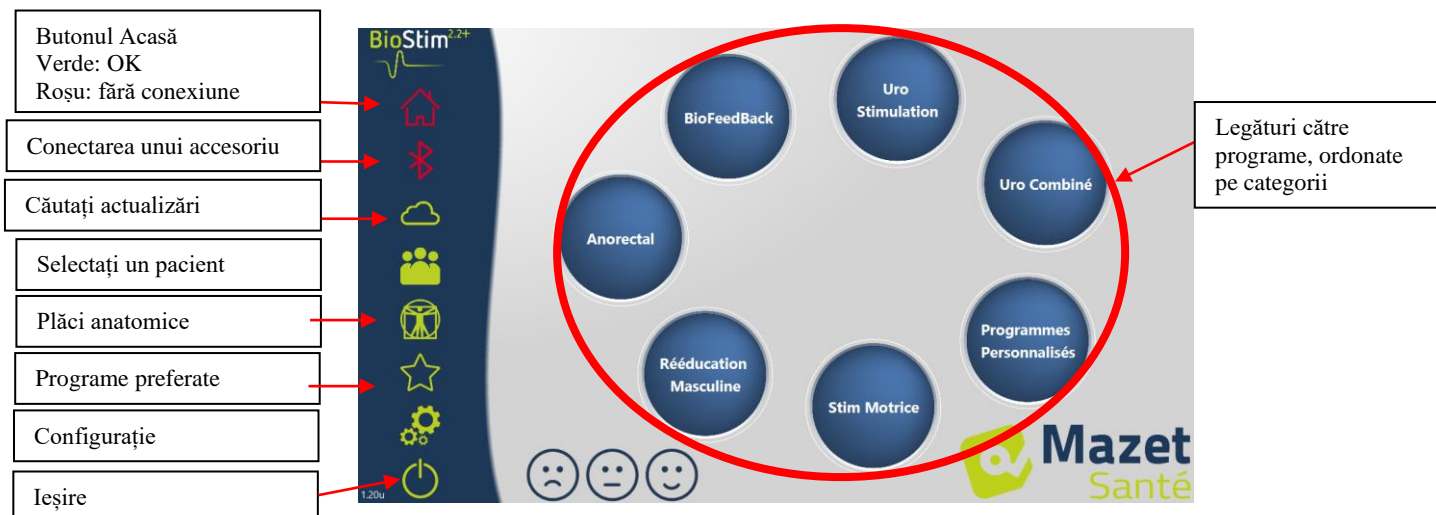 Butonul Acasă
Verde: OK
Roșu: fără conexiune
Conectarea unui accesoriu
Căutați actualizări
Selectați un pacient
Plăci anatomice
Programe preferate
Configurație
Ieșire
BioStim2.2+
1.20u
BioFeedBack
Uro
Stimulation
Uro Combiné
Anorectal
Programmes
Personnalisés
Rééducation
Masculine
Stim Motrice
Mazet
Santé
Legături către
programe, ordonate
pe categorii